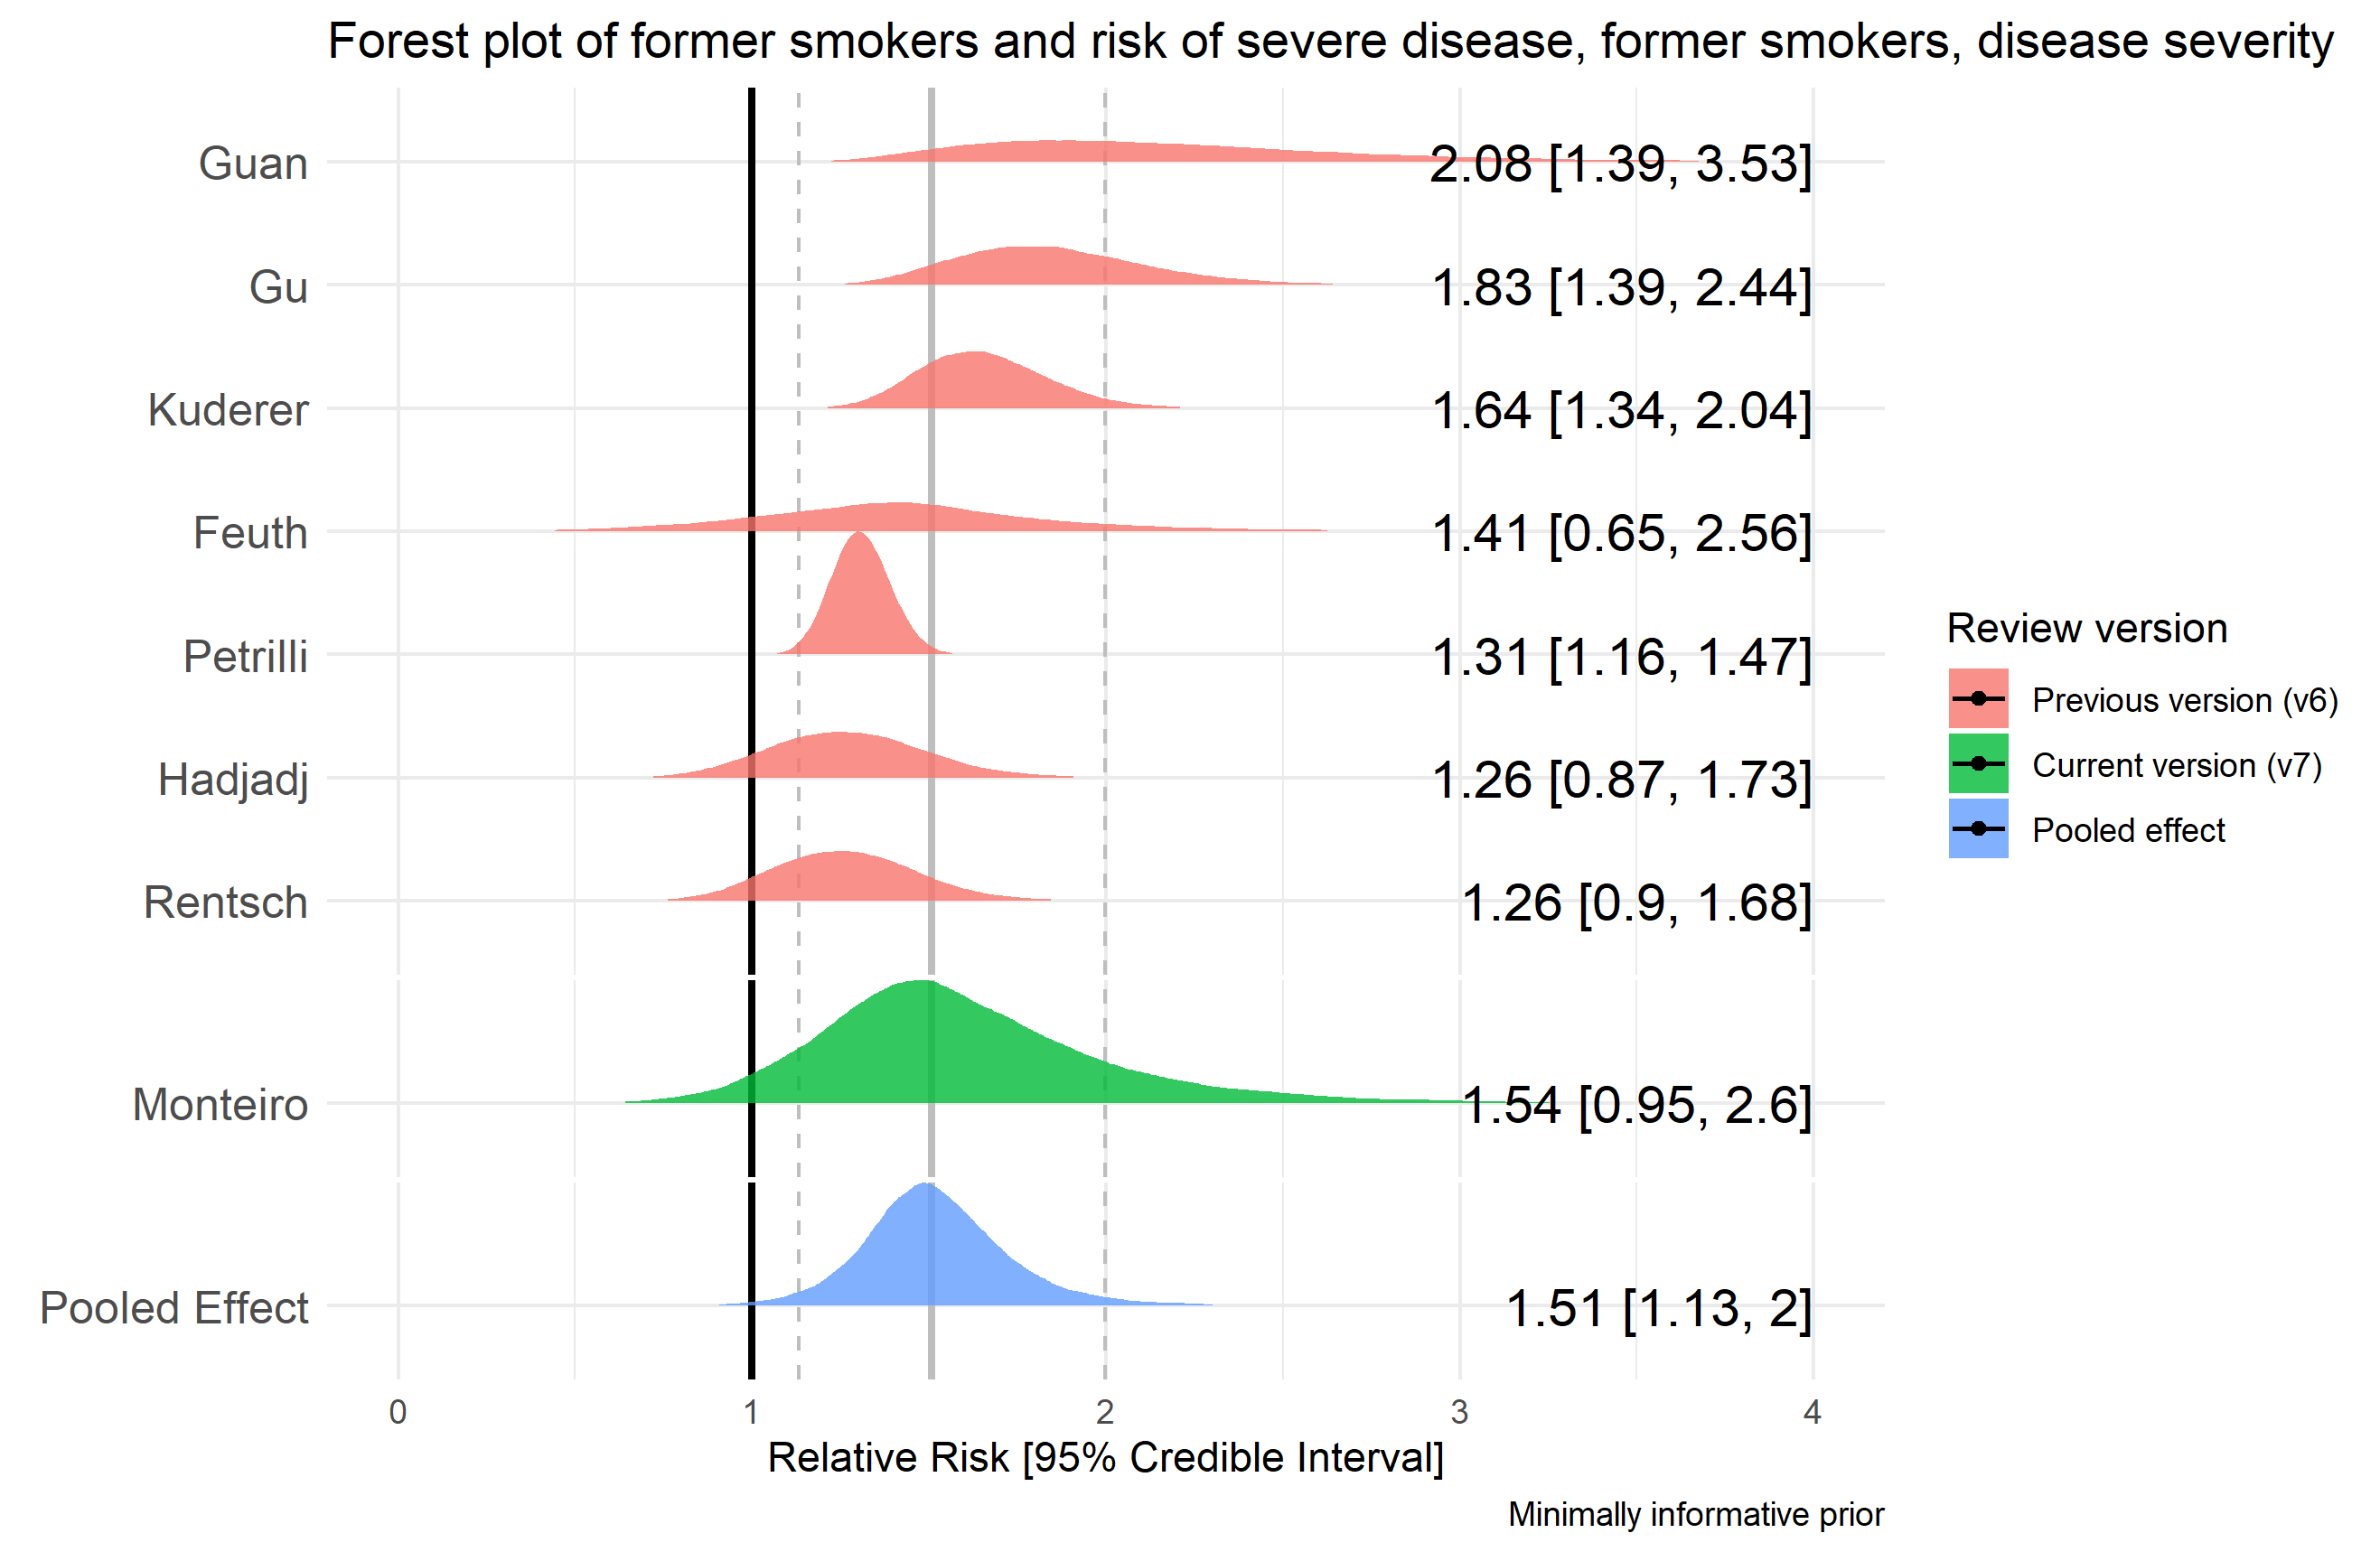 Forest plot of former smokers and risk of severe disease, former smokers, disease severity
Guan 2.08 [1.39, 3.53]
Gu 1.83 [1.39, 2.44]
Kuderer 1.64 [1.34, 2.04]
Feuth 1.41 [0.65, 2.56]
Petrilli 1.31 [1.16, 1.47]
Hadjadj 1.26 [0.87, 1.73]
Rentsch 1.26 [0.9, 1.68]
Monteiro 1.54 [0.95, 2.6]
Pooled Effect 1.51 [1.13, 2]
0 1 2 3 4
Relative Risk [95% Credible Interval]
Minimally informative prior
Review version
Previous version (v6)
Current version (v7)
Pooled effect